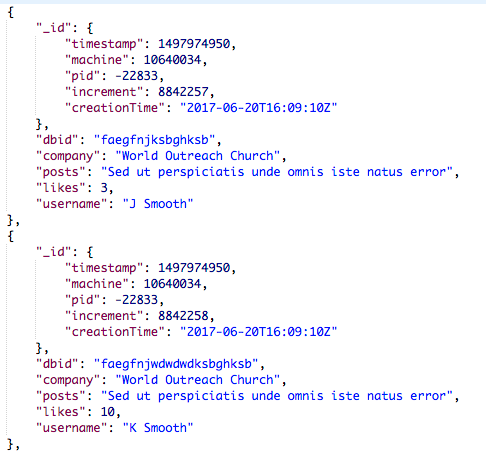 {
"_id": {
"timestamp": 1497974950,
"machine": 10640034,
"pid": -22833,
"increment": 8842257,
"creationTime": "2017-06-20T16:09:10Z"
},
"dbid": "faegfnjksbghksb",
"company": "World Outreach Church",
"posts": "Sed ut perspiciatis unde omnis iste natus error",
"likes": 3,
"username": "J Smooth"
},
{
"_id": {
"timestamp": 1497974950,
"machine": 10640034,
"pid": -22833,
"increment": 8842258,
"creationTime": "2017-06-20T16:09:10Z"
},
"dbid": "faegfnjwdwdwdksbghksb",
"company": "World Outreach Church",
"posts": "Sed ut perspiciatis unde omnis iste natus error",
"likes": 10,
"username": "K Smooth"
},